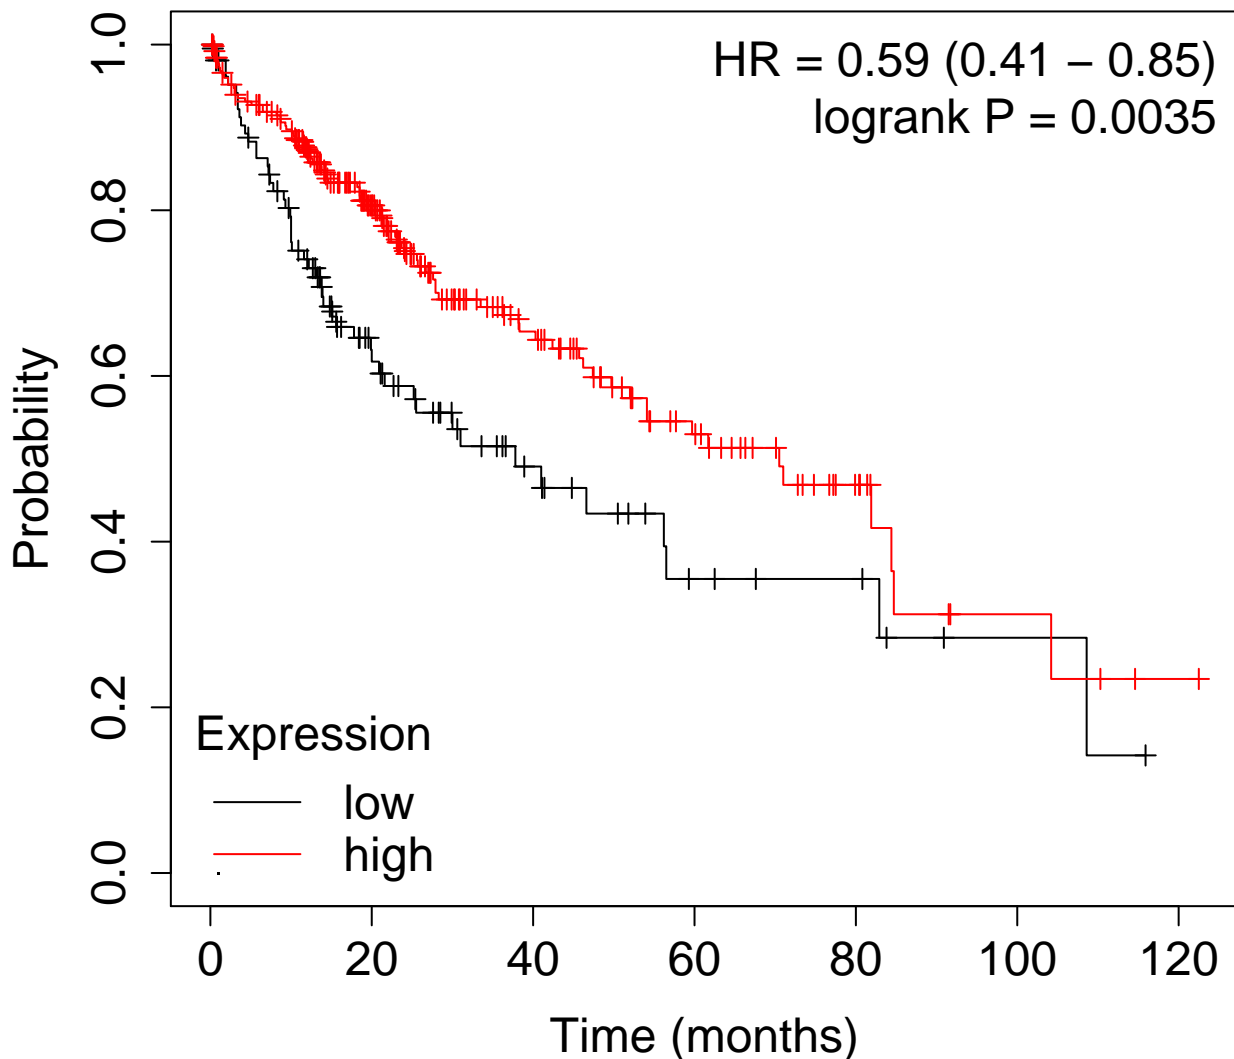 HR = 0.59 (0.41 − 0.85)
logrank P = 0.0035
Probability
1.0
0.8
0.6
0.4
0.2
0.0
Expression
low
high
0 20 40 60 80 100 120
Time (months)